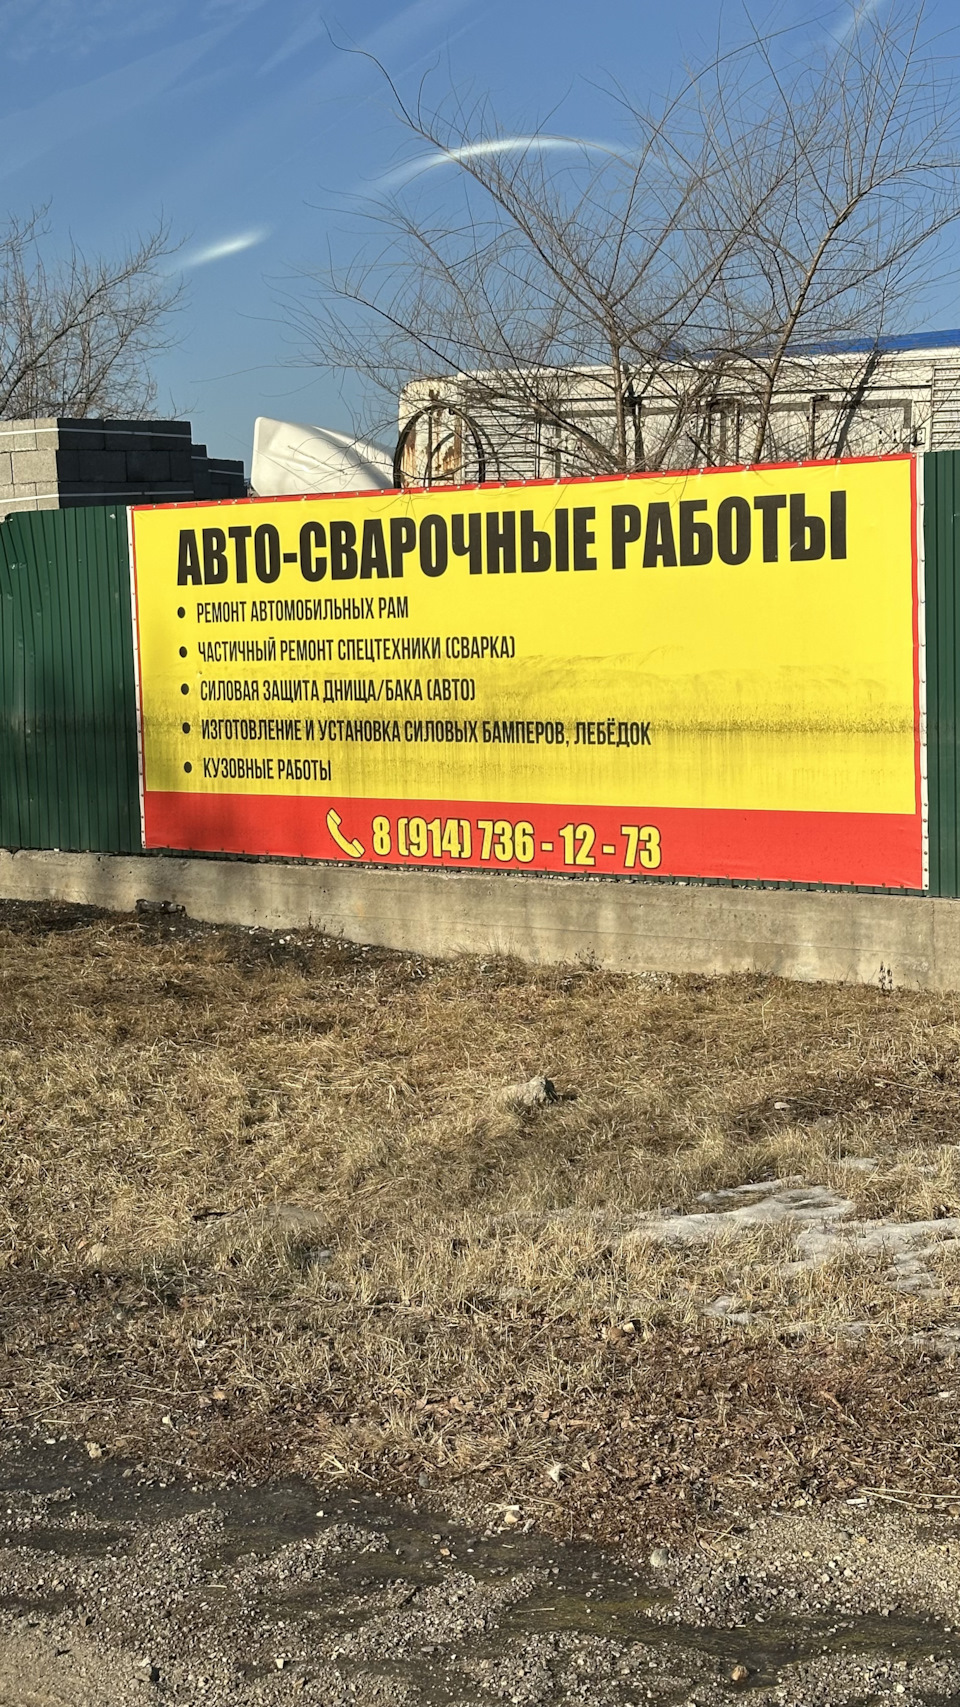 АВТО-СВАРОЧНЫЕ РАБОТЫ
• РЕМОНТ АВТОМОБИЛЬНЫХ РАМ
• ЧАСТИЧНЫЙ РЕМОНТ СПЕЦТЕХНИКИ (СВАРКА)
• СИЛОВАЯ ЗАЩИТА ДНИЩА/БАКА (АВТО)
• ИЗГОТОВЛЕНИЕ И УСТАНОВКА СИЛОВЫХ БАМПЕРОВ, ЛЕБЁДОК
• КУЗОВНЫЕ РАБОТЫ
8 (914) 736 - 12 - 73